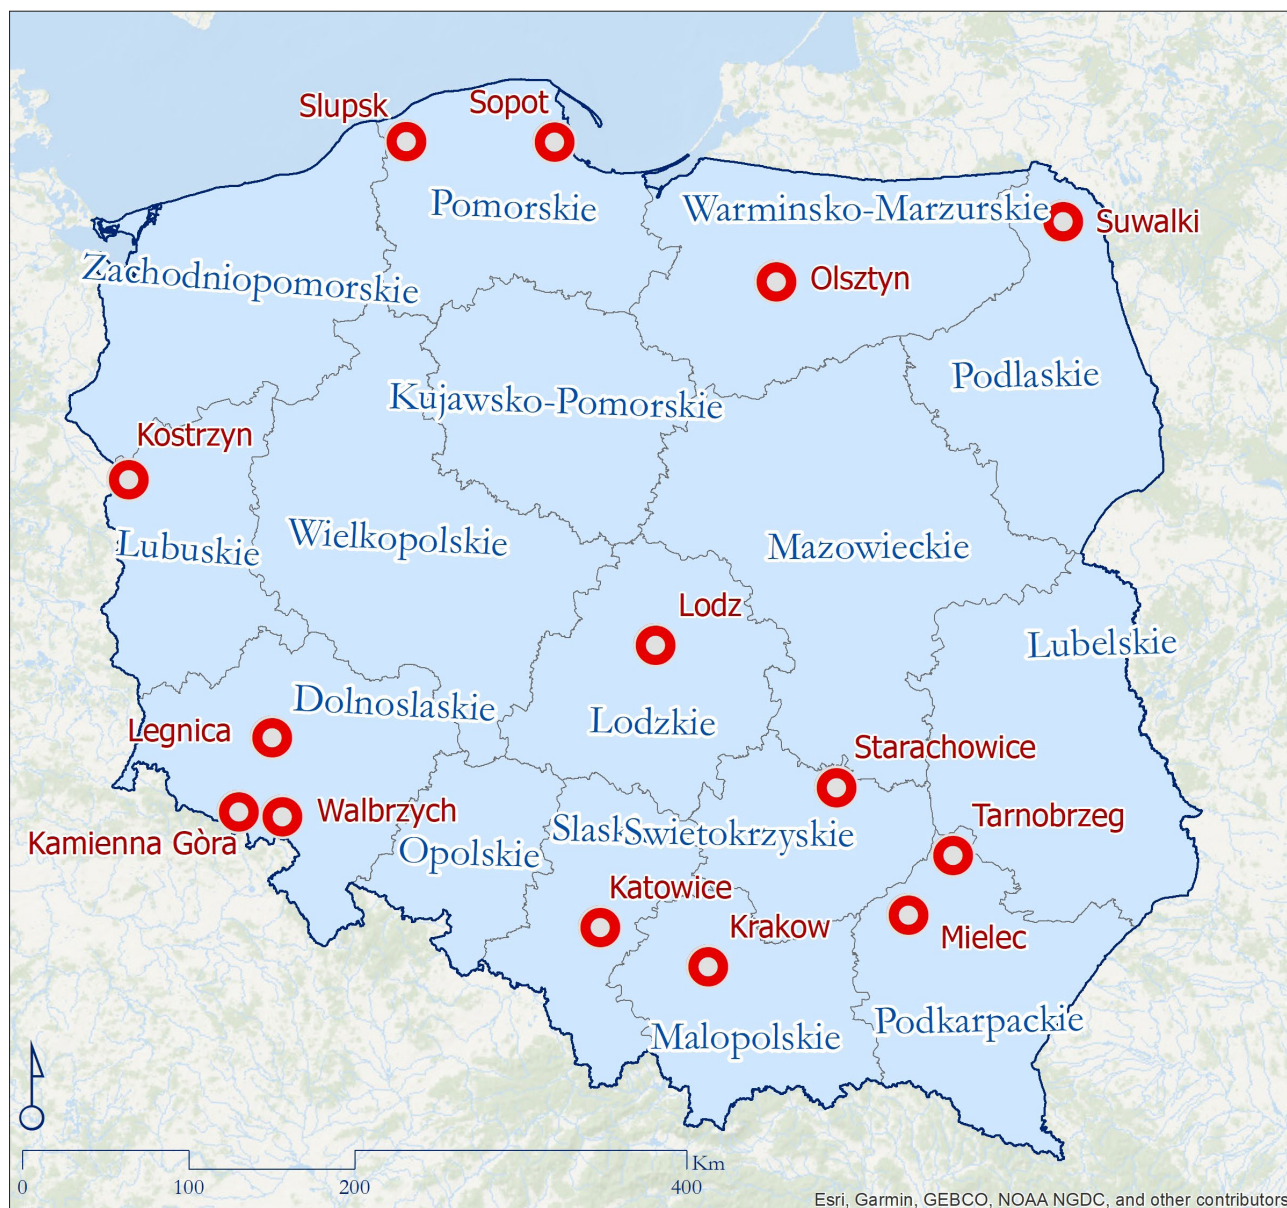 Slupsk
Sopot
Pomorskie
Warminsko-Marzurskie
Suwalki
Zachodniopomorskie
Olsztyn
Podlaskie
Kujawsko-Pomorskie
Kostrzyn
Wielkopolskie
Lubuskie
Mazowieckie
Lodz
Lubelskie
Dolnoslaskie
Lodzkie
Legnica
Starachowice
Walbrzych
Tarnobrzeg
Kamienna Gòra
Slask
Swietokrzyskie
Opolskie
Katowice
Krakow
Mielec
Malopolskie
Podkarpackie
Km
0 100 200 400
Esri, Garmin, GEBCO, NOAA NGDC, and other contributors